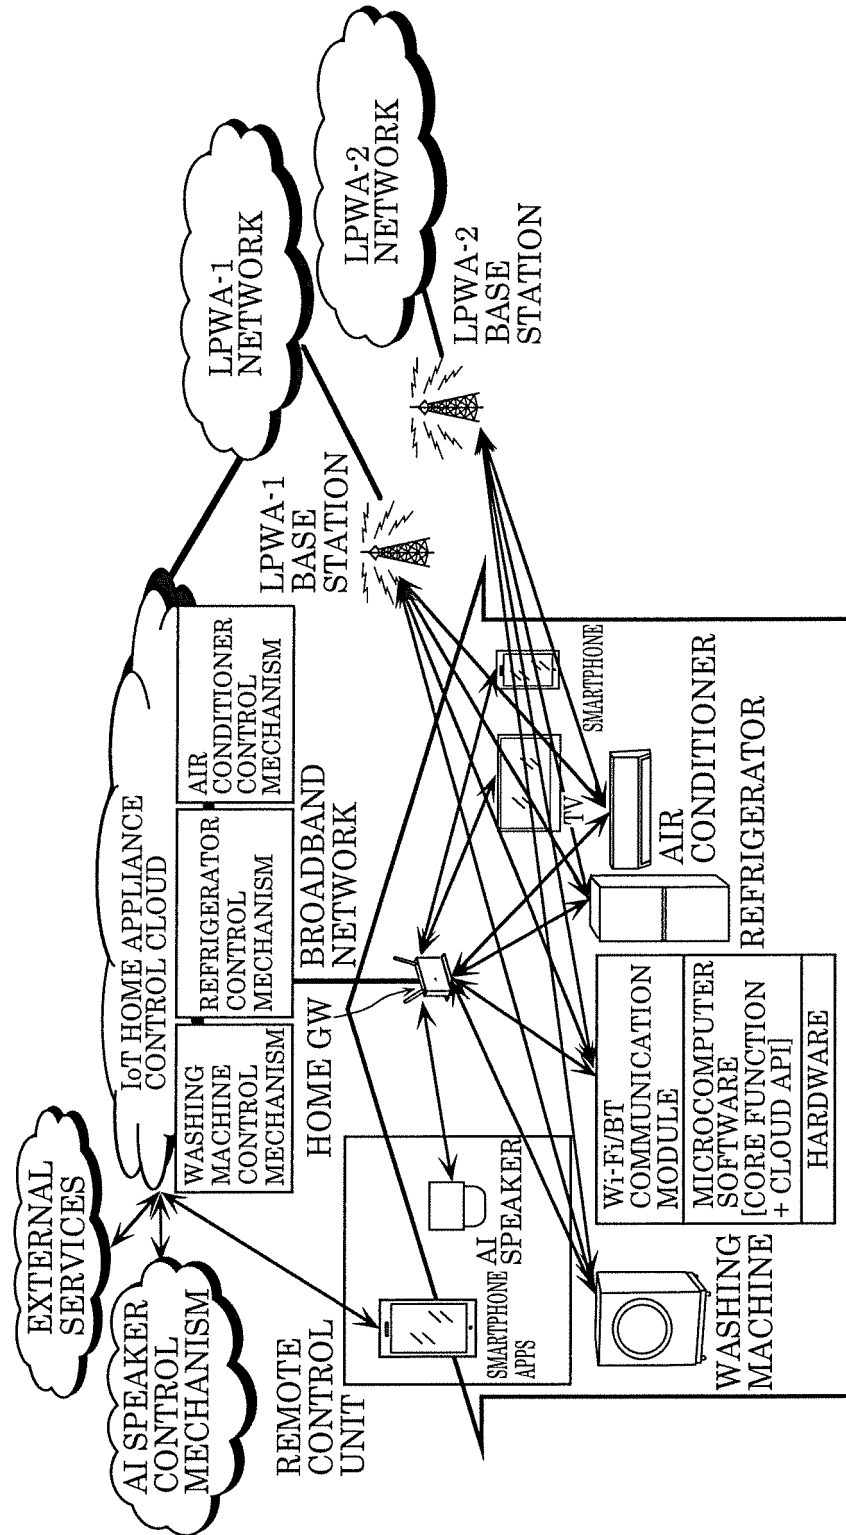 EXTERNAL
SERVICES
AI SPEAKER
CONTROL
MECHANISM
IoT HOME APPLIANCE
CONTROL CLOUD
WASHING
MACHINE
CONTROL
MECHANISM
REFRIGERATOR
CONTROL
MECHANISM
AIR
CONDITIONER
CONTROL
MECHANISM
LPWA-1
NETWORK
LPWA-2
NETWORK
REMOTE
CONTROL
UNIT
HOME GW
BROADBAND
NETWORK
LPWA-1
BASE
STATION
LPWA-2
BASE
STATION
SMARTPHONE
APPS
AI
SPEAKER
TV
SMARTPHONE
WASHING
MACHINE
Wi-Fi/BT
COMMUNICATION
MODULE
MICROCOMPUTER
SOFTWARE
[CORE FUNCTION
+ CLOUD API]
HARDWARE
REFRIGERATOR
AIR
CONDITIONER